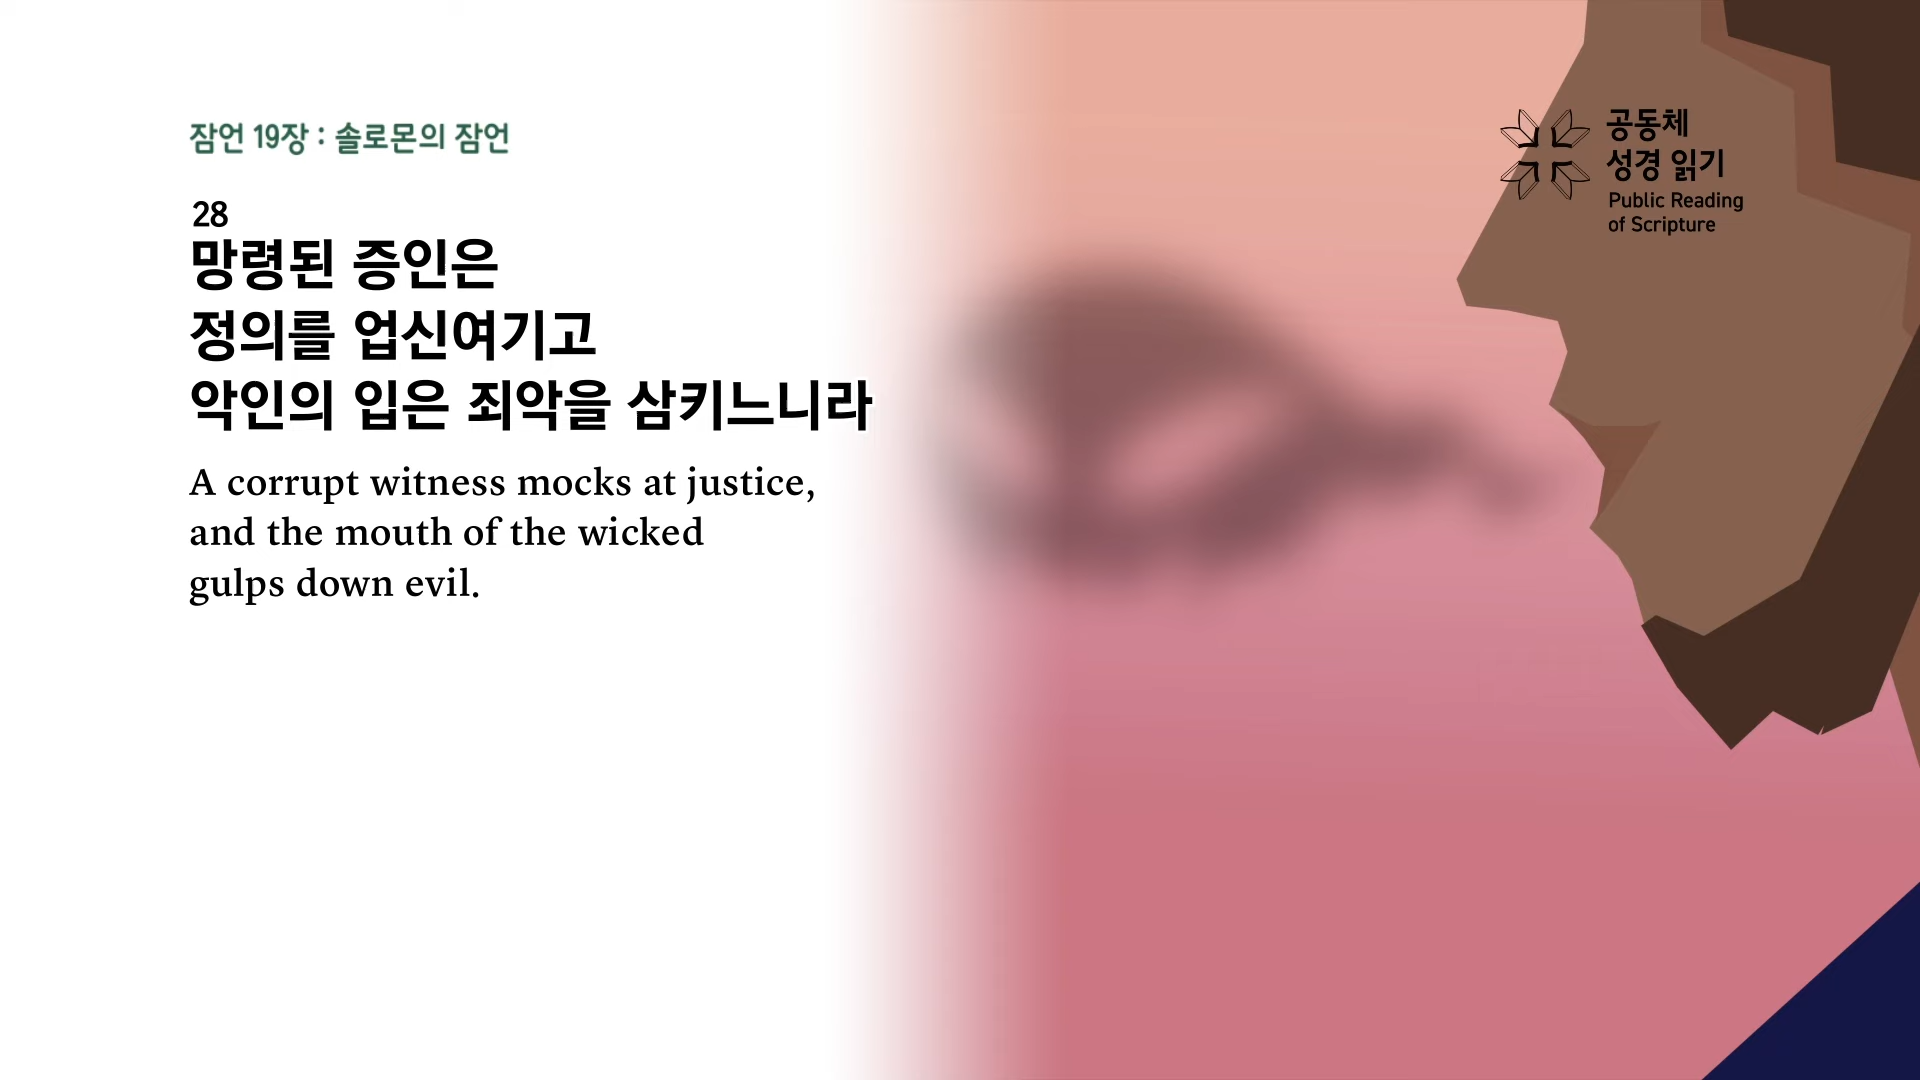 잠언 19장 : 솔로몬의 잠언
28
망령된 증인은
정의를 업신여기고
악인의 입은 죄악을 삼키느니라
A corrupt witness mocks at justice,
and the mouth of the wicked
gulps down evil.
공동체
성경 읽기
Public Reading
of Scripture